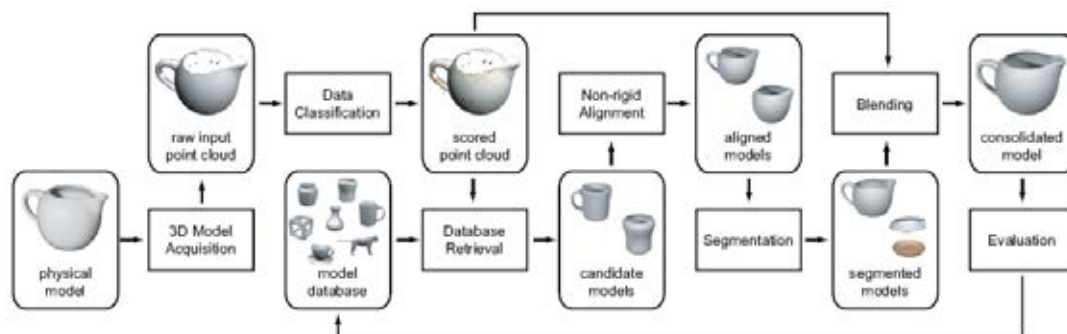 raw input
point cloud
Data
Classification
scored
point cloud
Non-rigid
Alignment
aligned
models
Blending
consolidated
model
physical
model
3D Model
Acquisition
model
database
Database
Retrieval
candidate
models
Segmentation
segmented
models
Evaluation